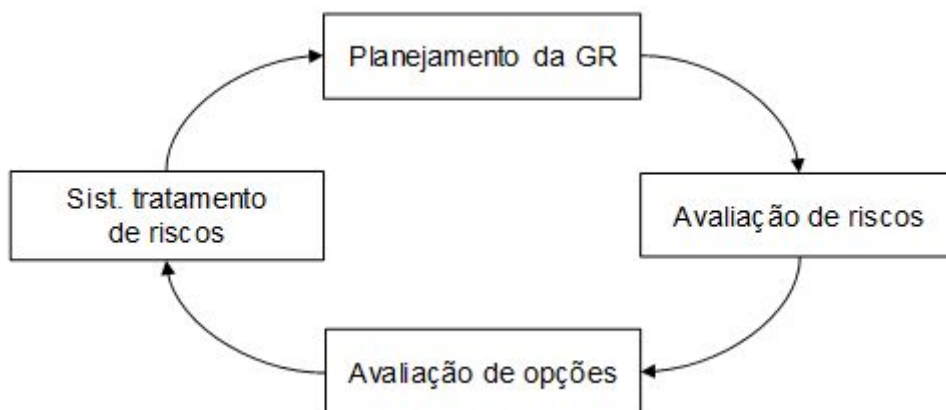 Planejamento da GR
Sist. tratamento
de riscos
Avaliação de riscos
Avaliação de opções